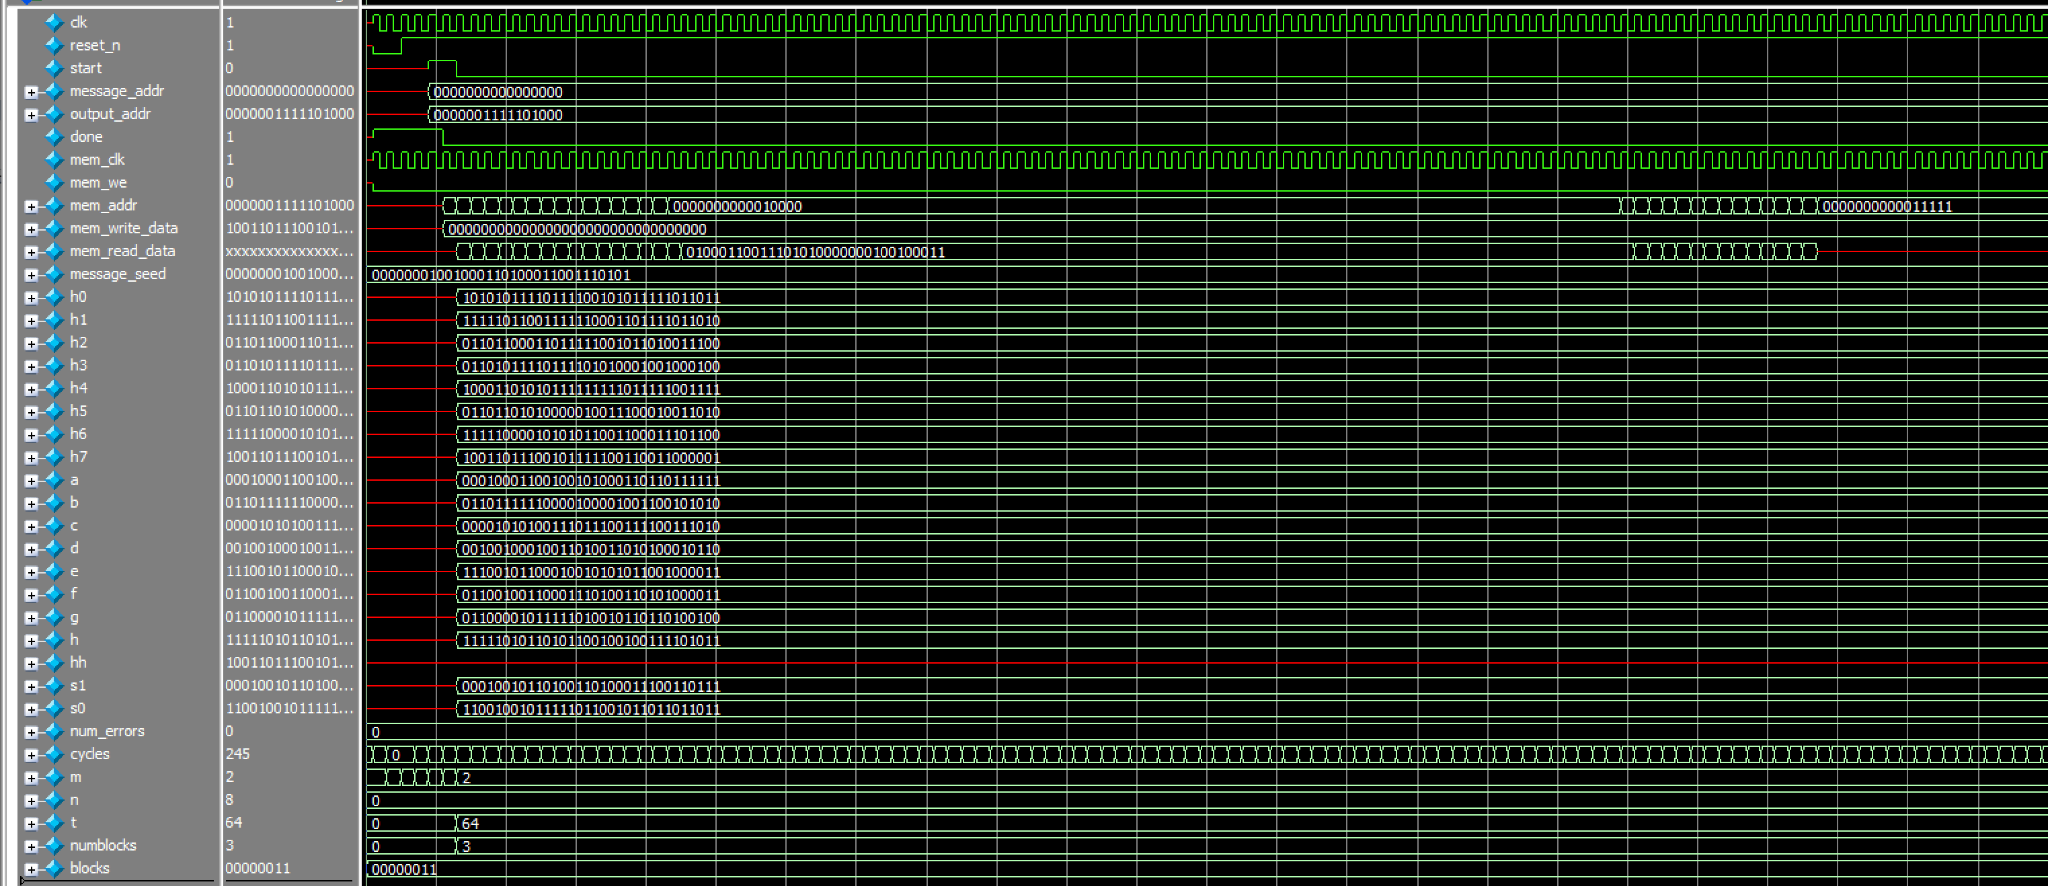 clk 1
reset_n 1
start 0
message_addr 0000000000000000 0000000000000000
output_addr 0000001111101000 0000001111101000
done 1
mem_clk 1
mem_we 0
mem_addr 0000001111101000 0000000000010000 0000000000011111
mem_write_data 10011011100101... 00000000000000000000000000000000
mem_read_data xxxxxxxxxxxxxx... 01000110011101010000000100100011
message_seed 00000001001000... 00000001001000110100011001110101
h0 10101011110111... 10101011110111100101011111011011
h1 11111011001111... 11111011001111110001101111011010
h2 01101100011011... 01101100011011111001011010011100
h3 01101011110111... 01101011110111101010001001000100
h4 10001101010111... 10001101010111111111011111001111
h5 01101101010000... 01101101010000010011100010011010
h6 11111000010101... 11111000010101011001100011101100
h7 10011011100101... 10011011100101111100110011000001
a 00010001100100... 00010001100100101000110110111111
b 01101111110000... 01101111110000100001001100101010
c 00001010100111... 00001010100111011100111100111010
d 00100100010011... 00100100010011010011010100010110
e 11100101100010... 11100101100010010101011001000011
f 01100100110001... 01100100110001110100110101000011
g 01100001011111... 01100001011111010010110110100100
h 11111010110101... 11111010110101100100100111101011
hh 10011011100101...
s1 00010010110100... 00010010110100110100011100110111
s0 11001001011111... 11001001011111011001011011011011
num_errors 0 0
cycles 245 0
m 2 2
n 8 0
t 64 0 64
numblocks 3 0 3
blocks 00000011 00000011